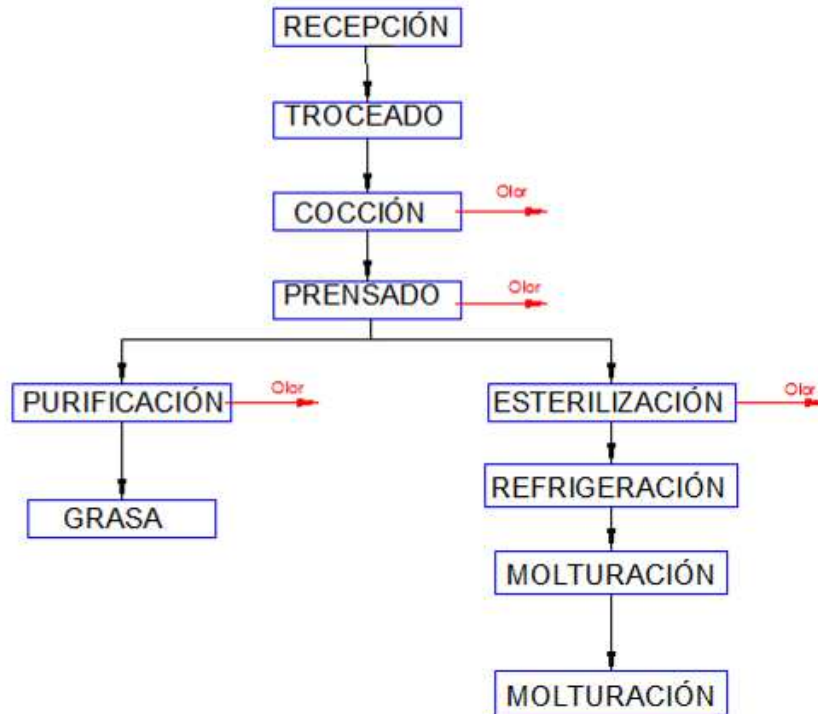 RECEPCIÓN
TROCEADO
COCCIÓN
Olor
PRENSADO
Olor
PURIFICACIÓN
Olor
ESTERILIZACIÓN
Olor
GRASA
REFRIGERACIÓN
MOLTURACIÓN
MOLTURACIÓN